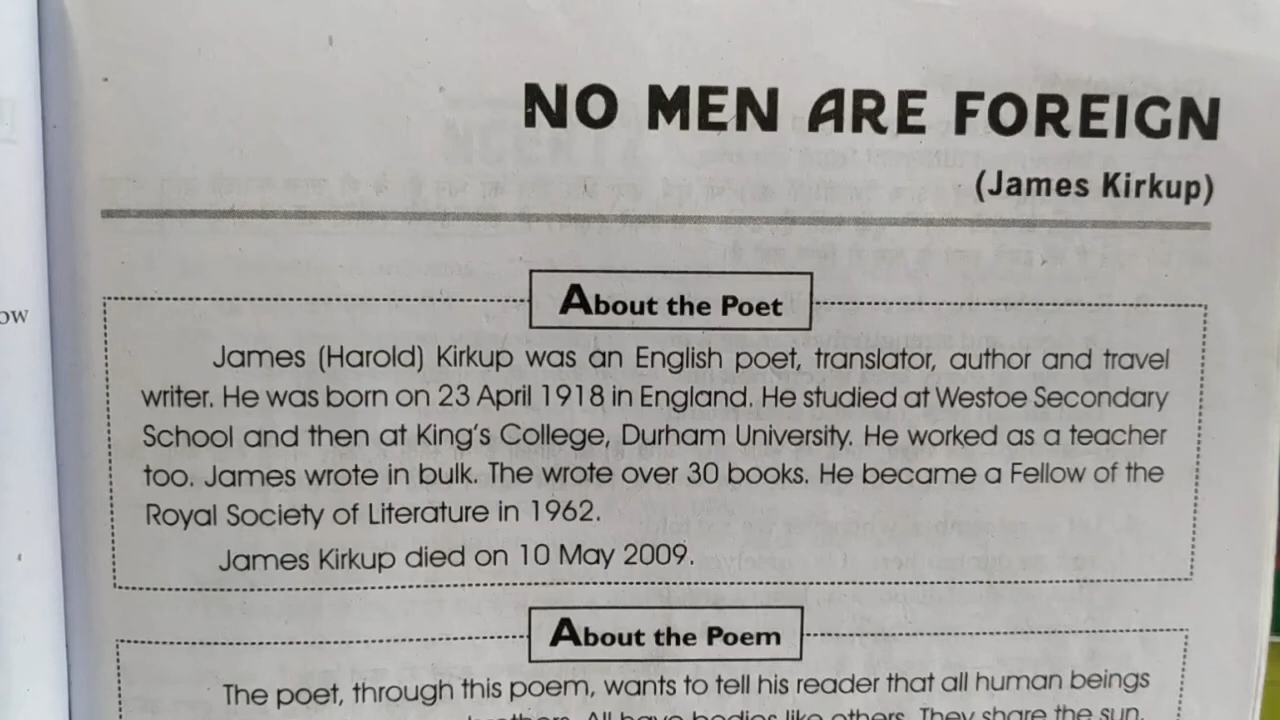 NO MEN ARE FOREIGN
(James Kirkup)
ow
About the Poet
James (Harold) Kirkup was an English poet, translator, author and travel
writer. He was born on 23 April 1918 in England. He studied at Westoe Secondary
School and then at King's College, Durham University. He worked as a teacher
too. James wrote in bulk. The wrote over 30 books. He became a Fellow of the
Royal Society of Literature in 1962.
James Kirkup died on 10 May 2009.
About the Poem
The poet, through this poem, wants to tell his reader that all human beings
All have bodies like others. They share the sun,